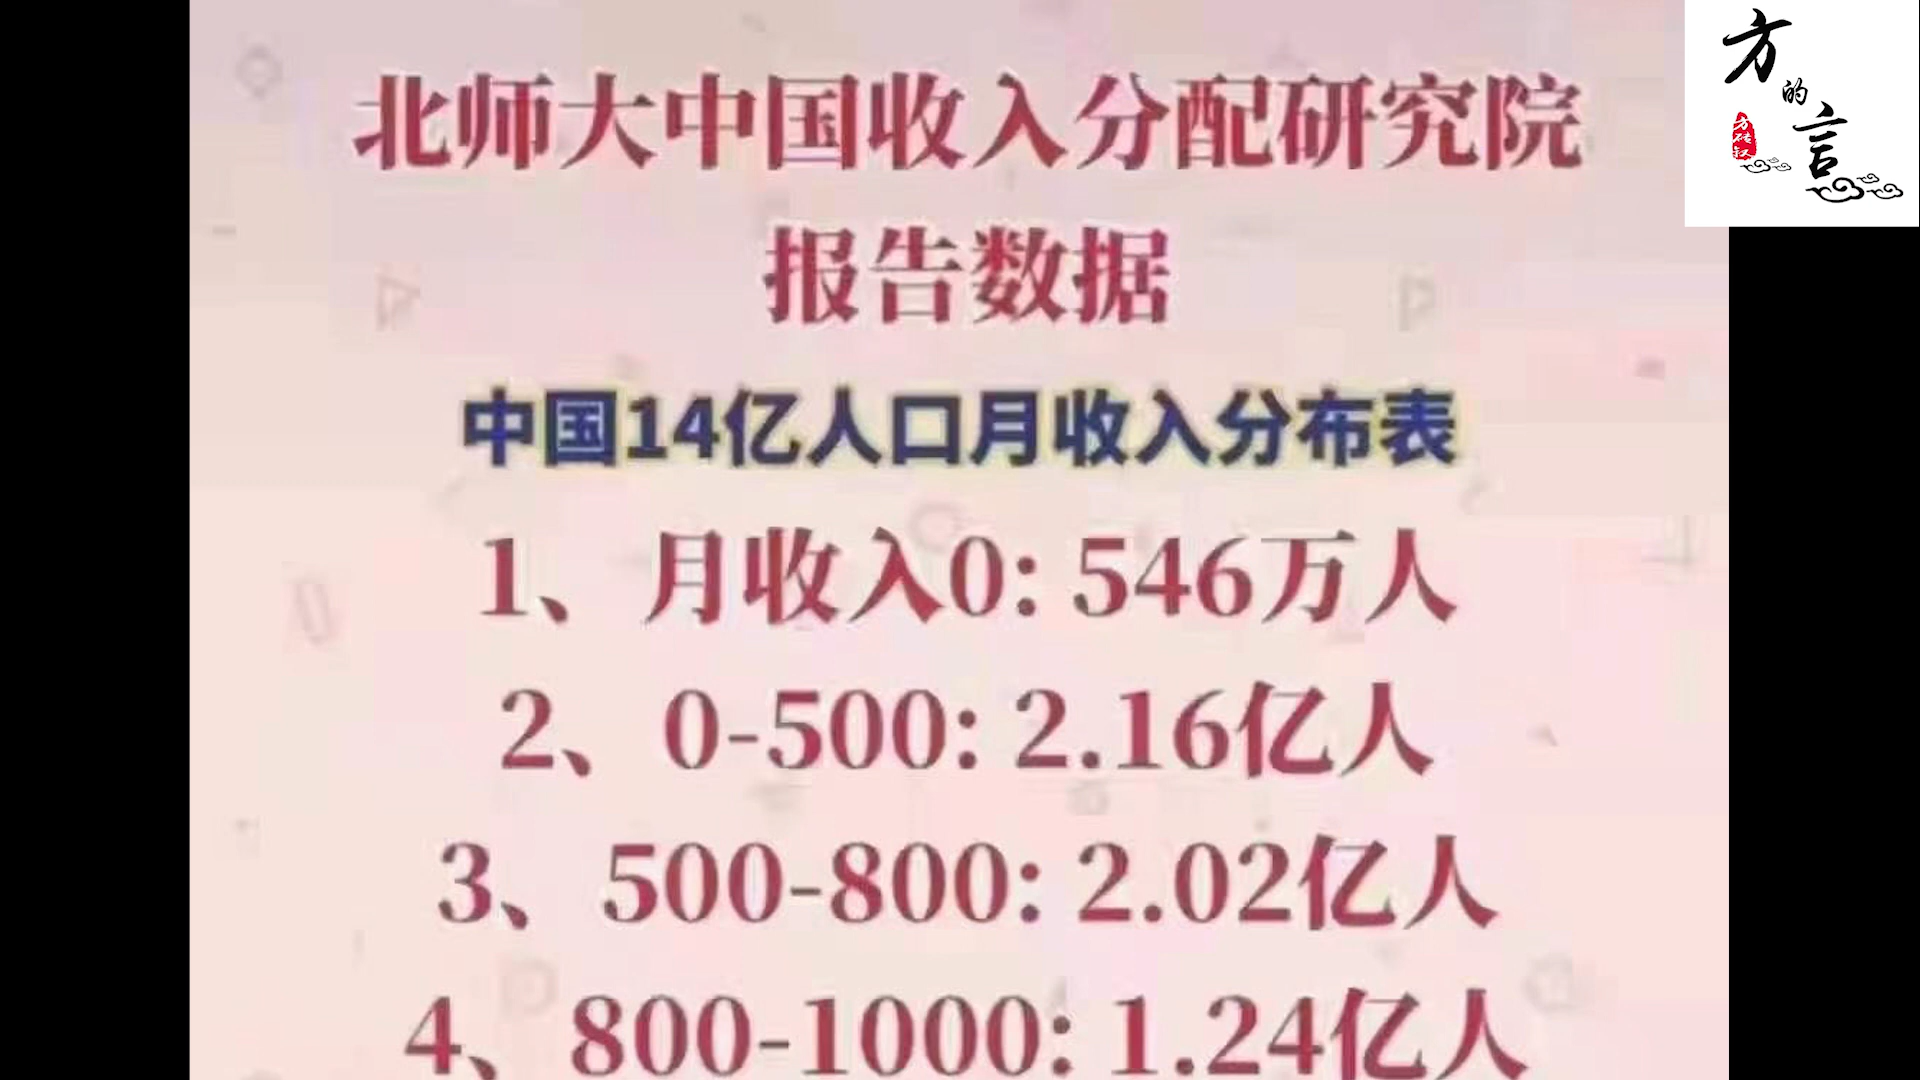 北师大中国收入分配研究院
报告数据
中国14亿人口月收入分布表
1、月收入0: 546万人
2、0-500: 2.16亿人
3、500-800: 2.02亿人
4、800-1000: 1.24亿人
方的言